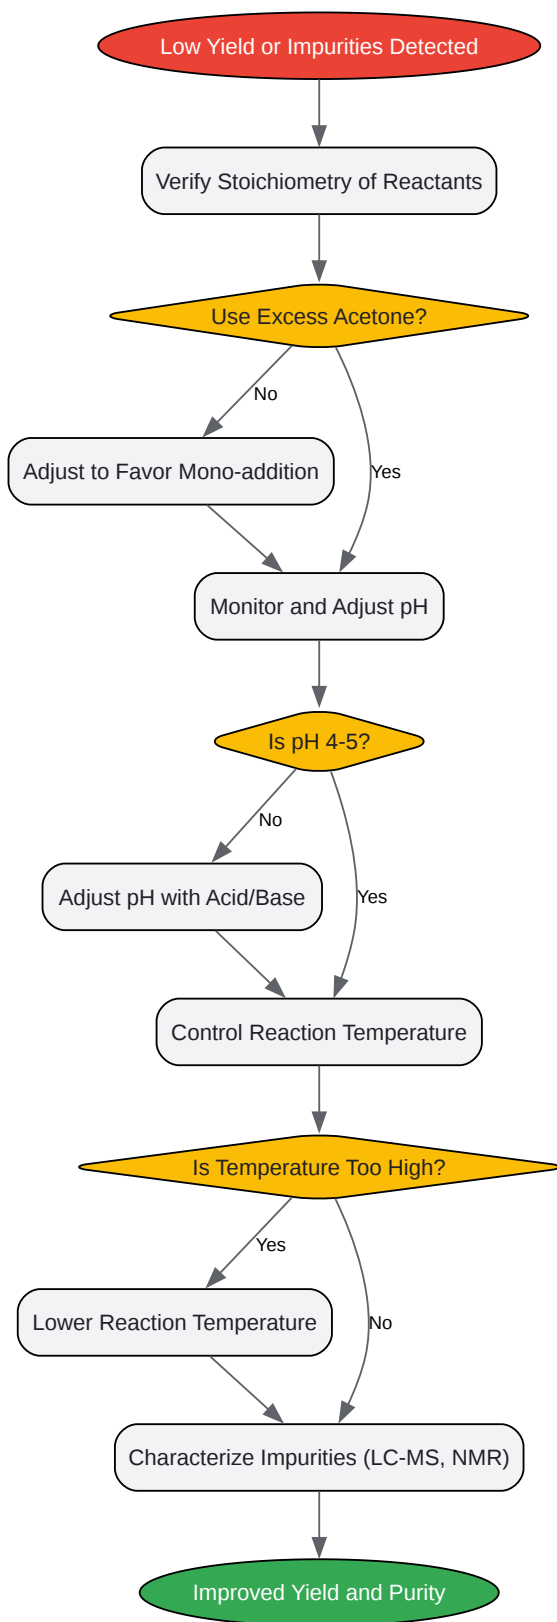 Low Yield or Impurities Detected
Verify Stoichiometry of Reactants
Use Excess Acetone?
No
Adjust to Favor Mono-addition
Yes
Monitor and Adjust pH
Is pH 4-5?
No
Adjust pH with Acid/Base
Yes
Control Reaction Temperature
Is Temperature Too High?
Yes
Lower Reaction Temperature
No
Characterize Impurities (LC-MS, NMR)
Improved Yield and Purity